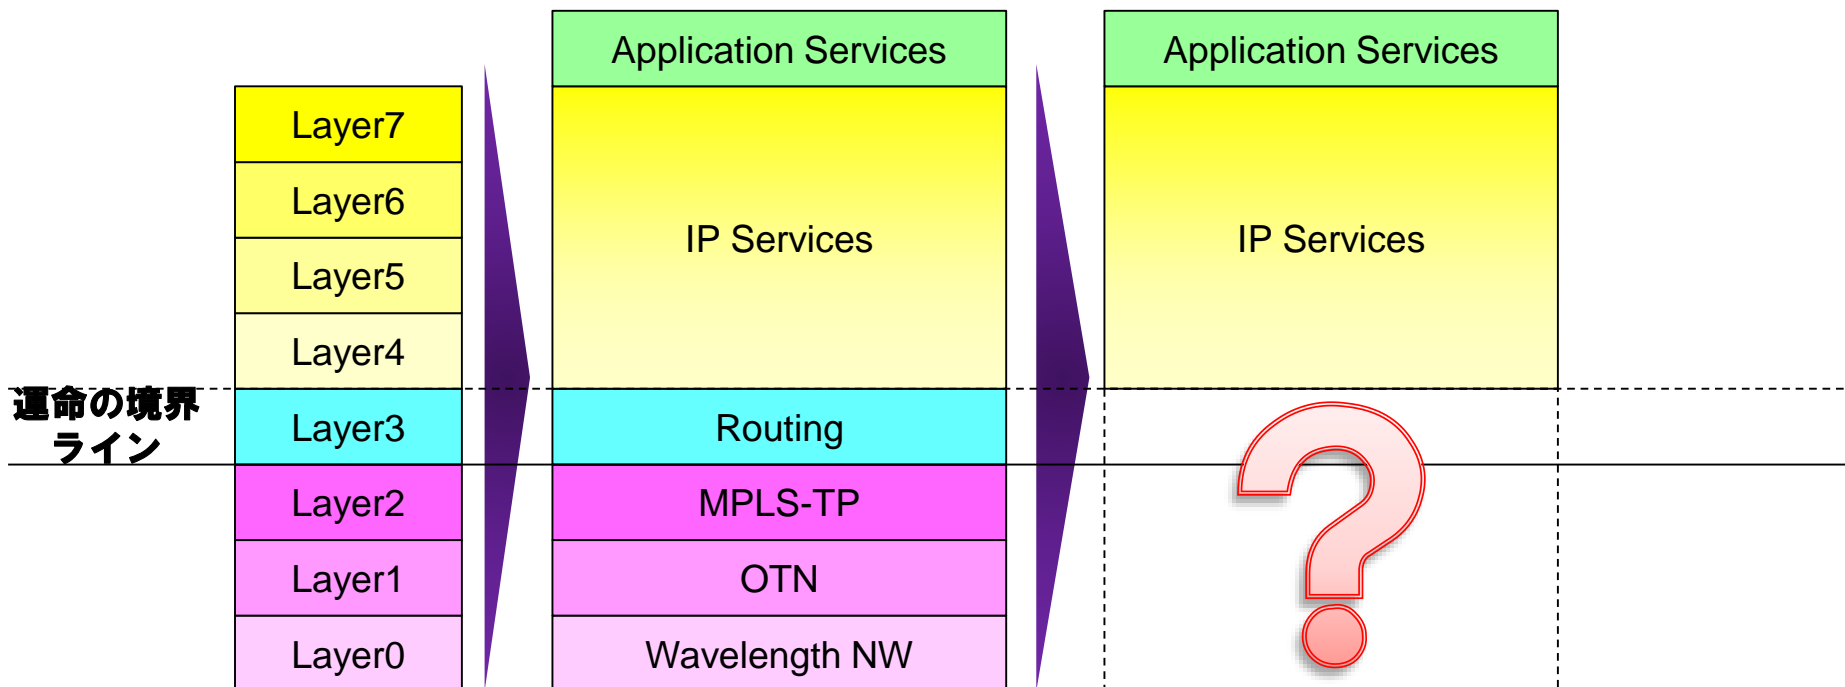 運命の境界
ライン
Layer7
Layer6
Layer5
Layer4
Layer3
Layer2
Layer1
Layer0
Application Services
IP Services
Routing
MPLS-TP
OTN
Wavelength NW
Application Services
IP Services
?